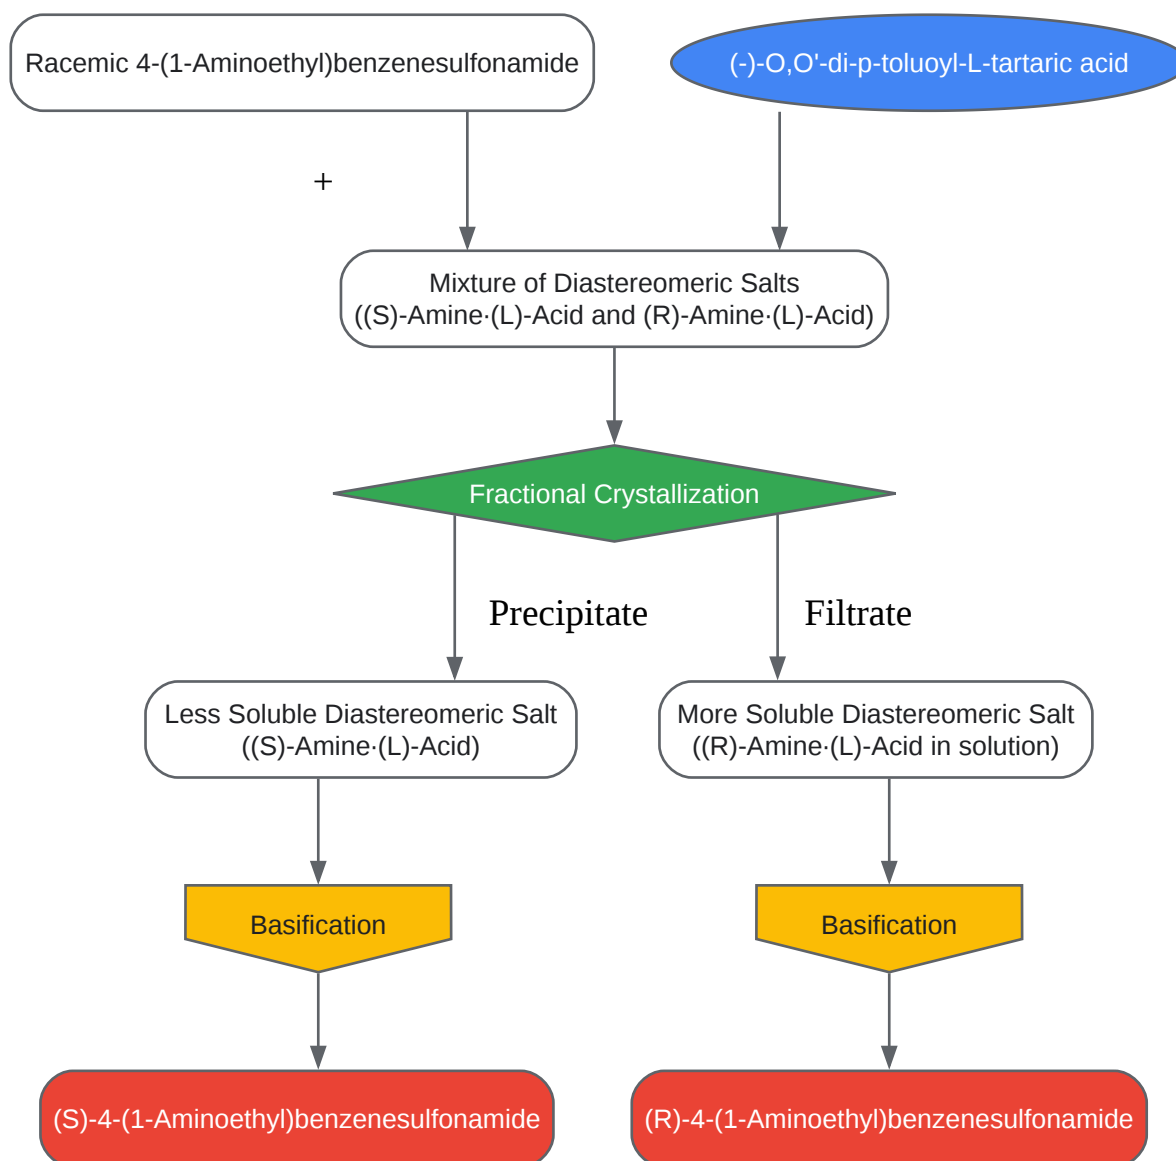 Racemic 4-(1-Aminoethyl)benzenesulfonamide
(-)-O,O'-di-p-toluoyl-L-tartaric acid
+
Mixture of Diastereomeric Salts
((S)-Amine·(L)-Acid and (R)-Amine·(L)-Acid)
Fractional Crystallization
Precipitate
Filtrate
Less Soluble Diastereomeric Salt
((S)-Amine·(L)-Acid)
More Soluble Diastereomeric Salt
((R)-Amine·(L)-Acid in solution)
Basification
Basification
(S)-4-(1-Aminoethyl)benzenesulfonamide
(R)-4-(1-Aminoethyl)benzenesulfonamide